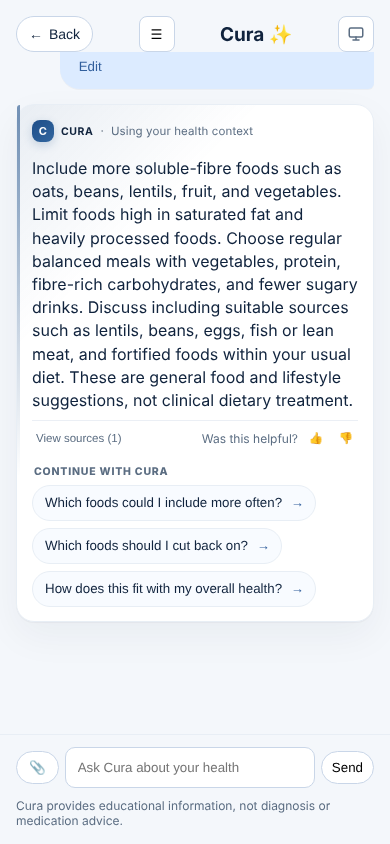 ← Back
☰
Cura ✨
Edit
C CURA · Using your health context
Include more soluble-fibre foods such as
oats, beans, lentils, fruit, and vegetables.
Limit foods high in saturated fat and
heavily processed foods. Choose regular
balanced meals with vegetables, protein,
fibre-rich carbohydrates, and fewer sugary
drinks. Discuss including suitable sources
such as lentils, beans, eggs, fish or lean
meat, and fortified foods within your usual
diet. These are general food and lifestyle
suggestions, not clinical dietary treatment.
View sources (1)
Was this helpful? 👍 👎
CONTINUE WITH CURA
Which foods could I include more often? →
Which foods should I cut back on? →
How does this fit with my overall health? →
📎
Ask Cura about your health
Send
Cura provides educational information, not diagnosis or
medication advice.